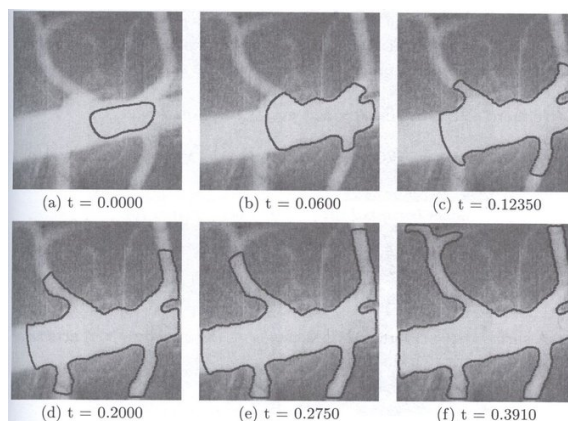 (a) t = 0.0000 (b) t = 0.0600 (c) t = 0.12350
(d) t = 0.2000 (e) t = 0.2750 (f) t = 0.3910